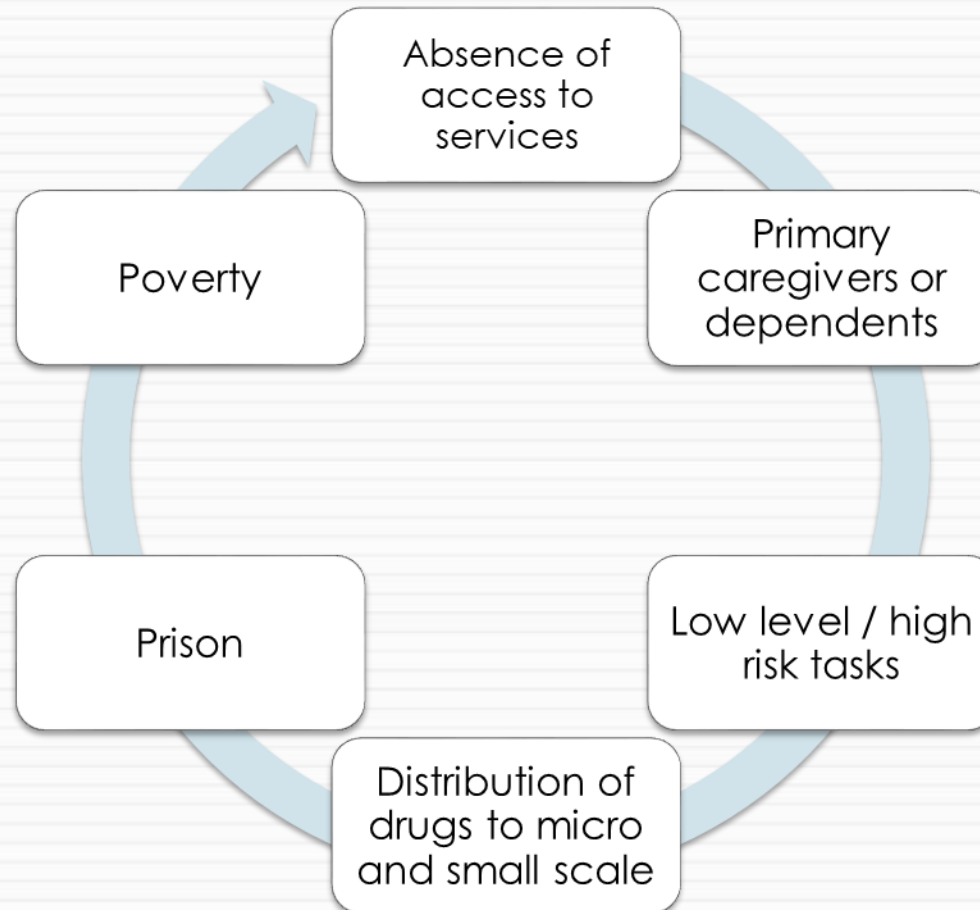 Absence of
access to
services
Primary
caregivers or
dependents
Low level / high
risk tasks
Distribution of
drugs to micro
and small scale
Prison
Poverty